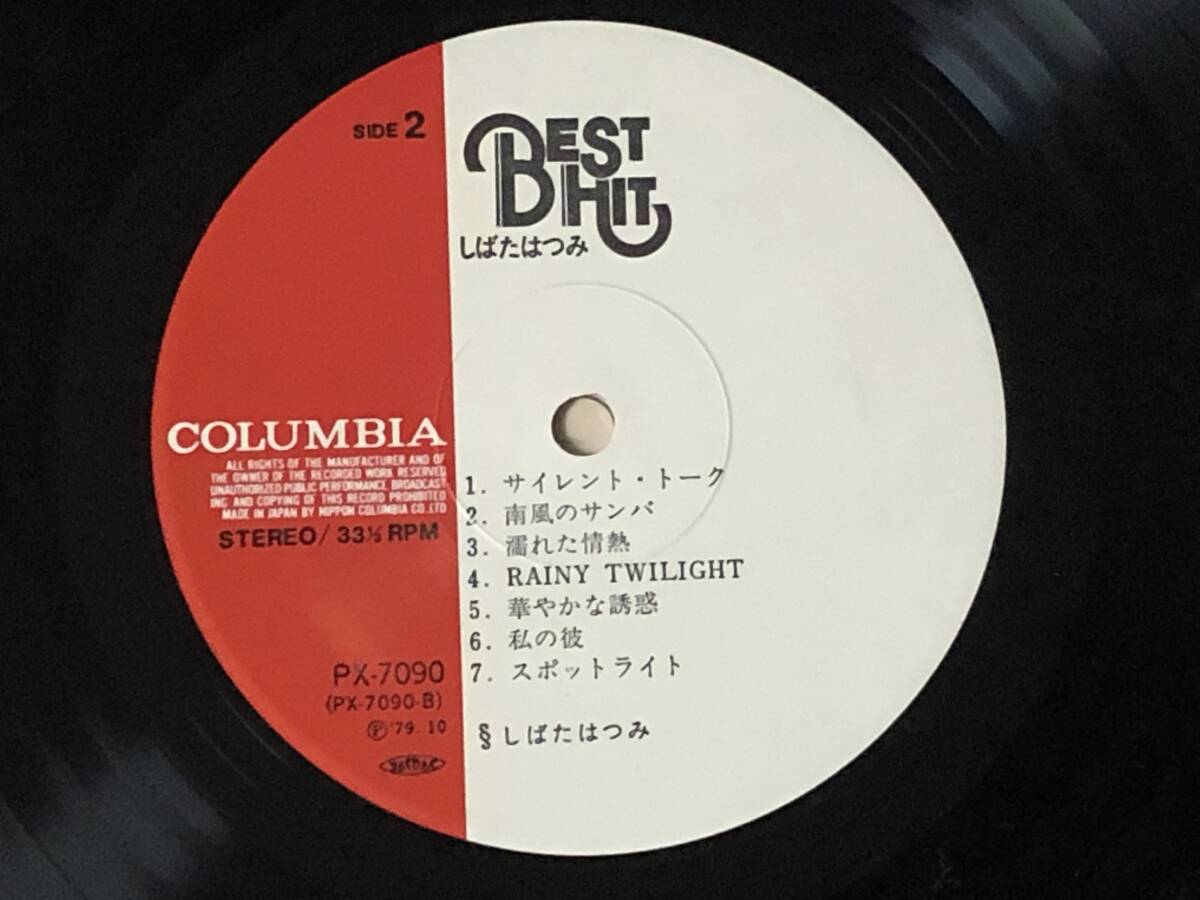 SIDE 2
BEST HIT
しばたはつみ
COLUMBIA
ALL RIGHTS OF THE MANUFACTURER AND OF
THE OWNER OF THE RECORDED WORK RESERVED
UNAUTHORIZED PUBLIC PERFORMANCE BROADCAST
ING AND COPYING OF THIS RECORD PROHIBITED
MADE IN JAPAN BY NIPPON COLUMBIA CO.LTD
STEREO/ 33⅓ RPM
1. サイレント・トーク
2. 南風のサンバ
3. 濡れた情熱
4. RAINY TWILIGHT
5. 華やかな誘惑
6. 私の彼
7. スポットライト
PX-7090
(PX-7090-B)
Ⓟ'79. 10
§ しばたはつみ